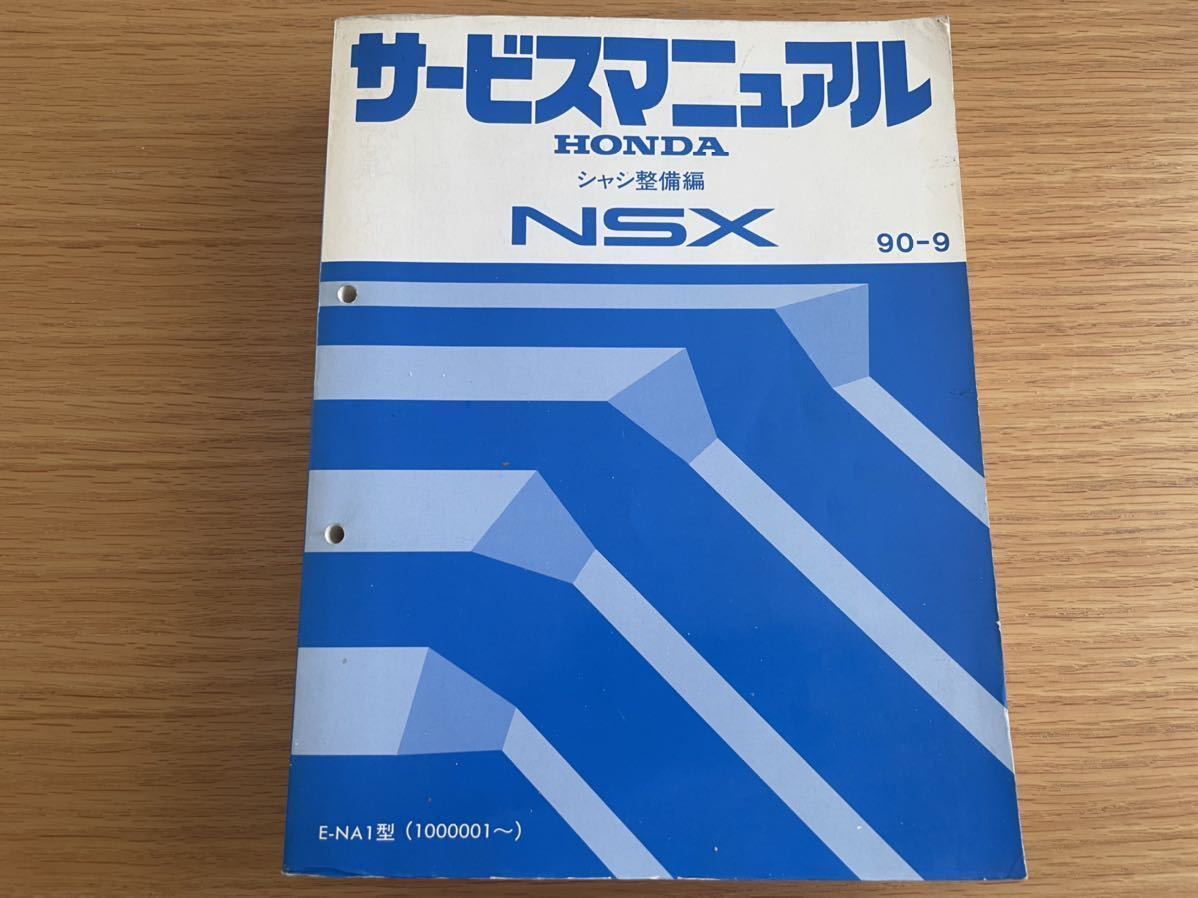 サービスマニュアル
HONDA
シャシ整備編
NSX 90-9
E-NA1型（1000001～）